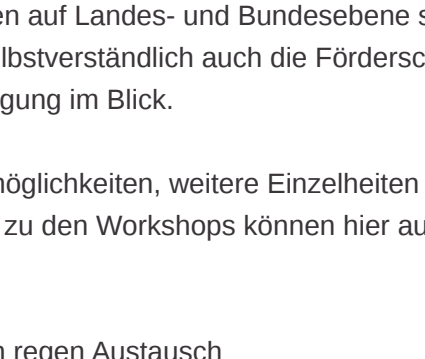 en auf Landes- und Bundesebene s
lbstverständlich auch die Fördersc
gung im Blick.
nöglichkeiten, weitere Einzelheiten
zu den Workshops können hier au
n regen Austausch